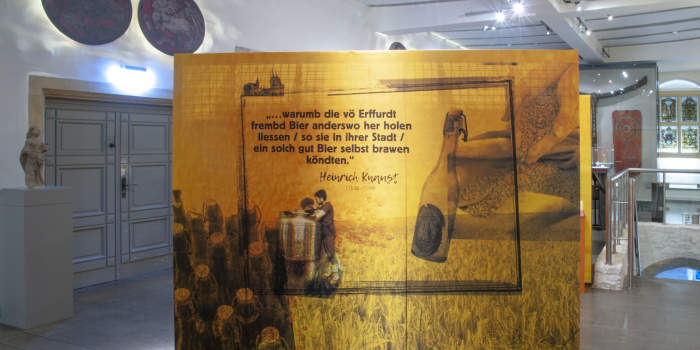 „...warumb die vö Erffurdt
frembd Bier anderswo her holen
liessen / so sie in ihrer Stadt /
ein solch gut Bier selbst brawen
köndten.“
Heinrich Knaust